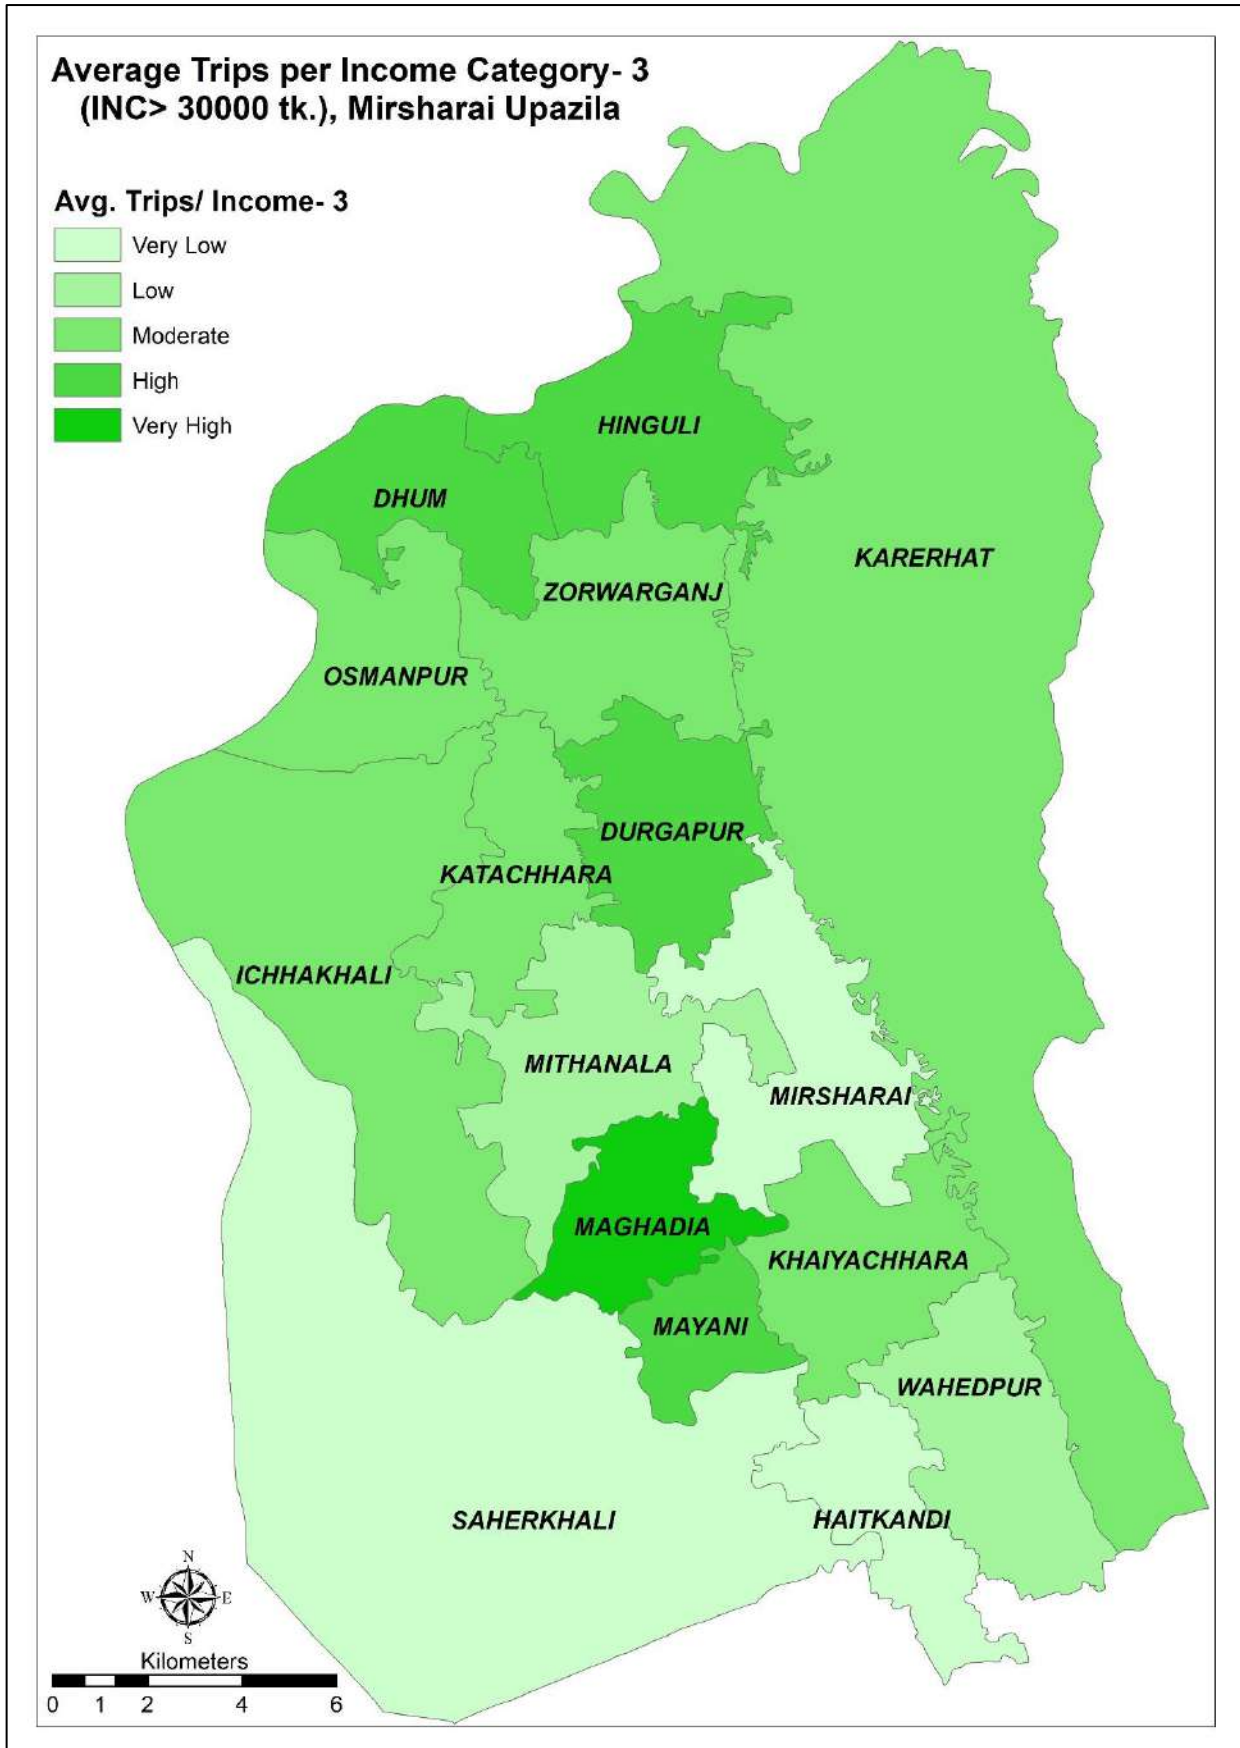 Average Trips per Income Category- 3
(INC> 30000 tk.), Mirsharai Upazila
Avg. Trips/ Income- 3
Very Low
Low
Moderate
High
Very High
HINGULI
DHUM
KARERHAT
ZORWARGANJ
OSMANPUR
DURGAPUR
KATACHHARA
ICHHAKHALI
MITHANALA
MIRSHARAI
MAGHADIA
KHAIYACHHARA
MAYANI
WAHEDPUR
SAHERKHALI
HAITKANDI
N
W E
S
Kilometers
0 1 2 4 6